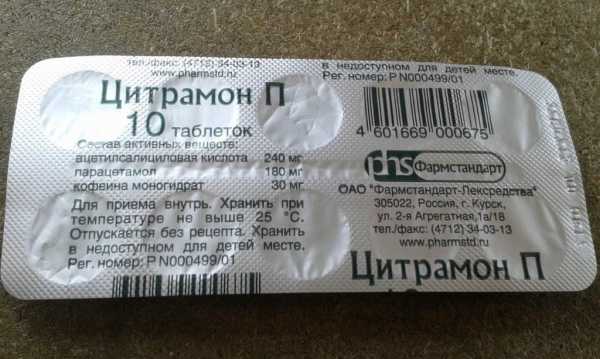 тел./факс: (4712) 34-03-13
www.pharmstd.ru
Цитрамон П
10 таблеток
Состав активных веществ:
ацетилсалициловая кислота 240 мг
парацетамол 180 мг
кофеина моногидрат 30 мг.
Для приема внутрь. Хранить при
температуре не выше 25 °С.
Отпускается без рецепта. Хранить
в недоступном для детей месте.
Рег. номер: Р N000499/01
в недоступном для детей месте.
Рег. номер: Р N000499/01
4 601669 000675
phs Фармстандарт
ОАО "Фармстандарт-Лексредства"
305022, Россия, г. Курск,
ул. 2-я Агрегатная,1а/18
тел./факс: (4712) 34-03-13
www.pharmstd.ru
Цитрамон П